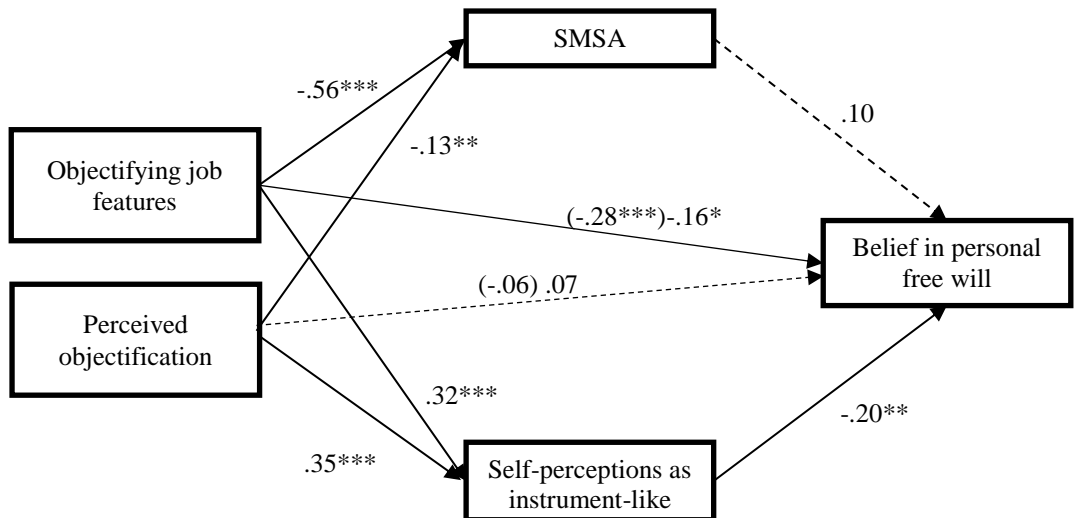 SMSA
-.56***
.10
-.13**
Objectifying job
features
(-.28***)-.16*
Belief in personal
free will
(-.06) .07
Perceived
objectification
.32***
-.20**
.35***
Self-perceptions as
instrument-like